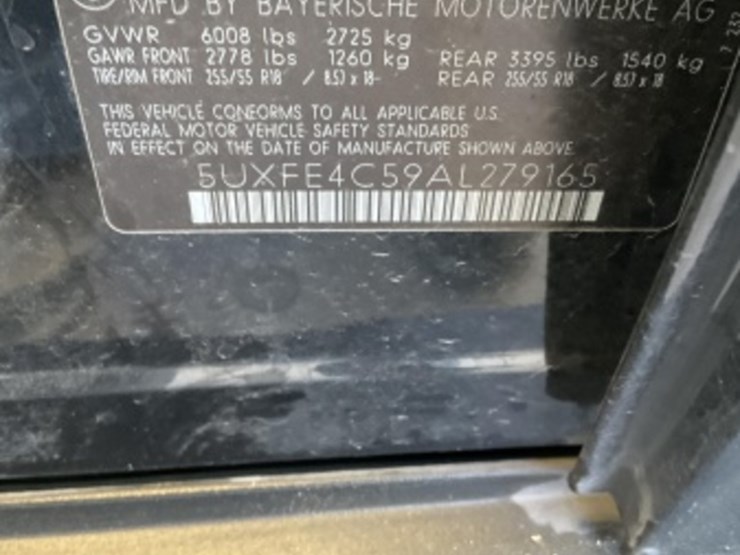 MFD BY BAYERISCHE MOTORENWERKE AG
GVWR 6008 lbs 2725 kg
GAWR FRONT 2778 lbs 1260 kg REAR 3395 lbs 1540 kg
TIRE/RIM FRONT 255/55 R18 / 8.5J x 18 REAR 255/55 R18 / 8.5J x 18
THIS VEHICLE CONFORMS TO ALL APPLICABLE U.S.
FEDERAL MOTOR VEHICLE SAFETY STANDARDS
IN EFFECT ON THE DATE OF MANUFACTURE SHOWN ABOVE
5UXFE4C59AL279165